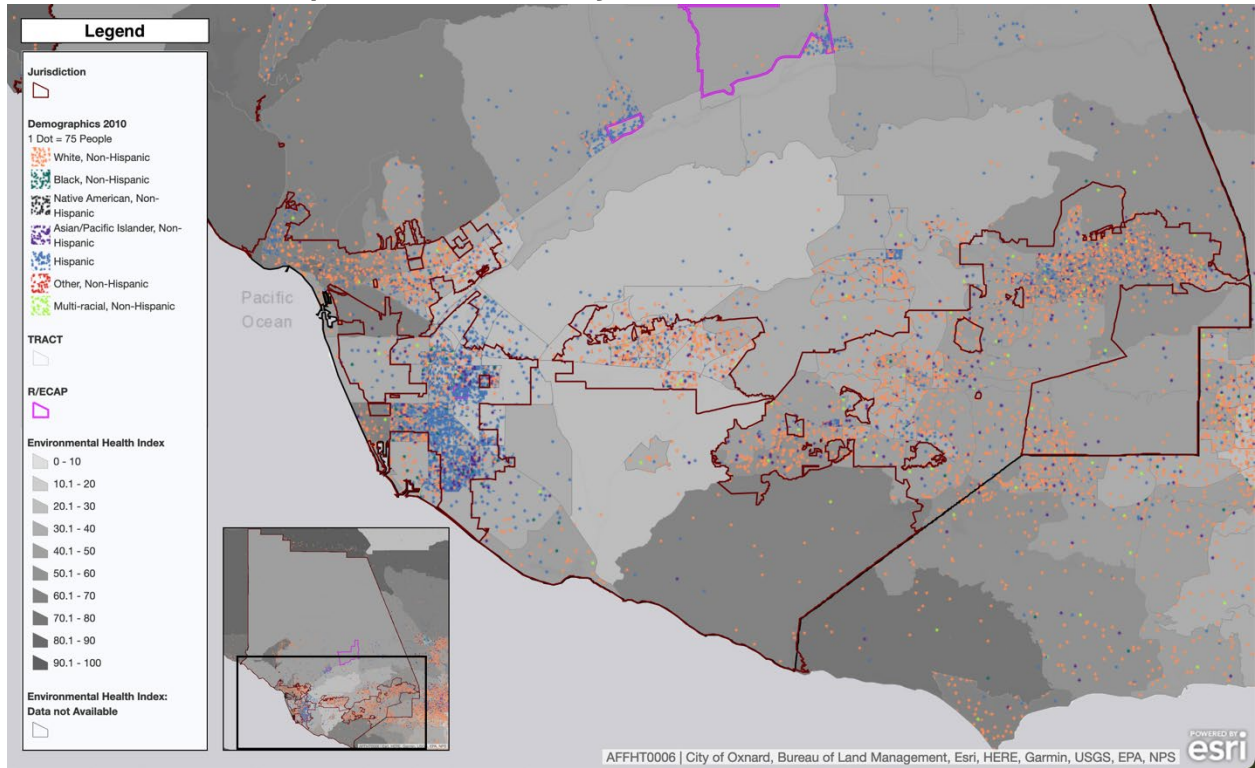 Legend
Jurisdiction
Demographics 2010
1 Dot = 75 People
White, Non-Hispanic
Black, Non-Hispanic
Native American, Non-
Hispanic
Asian/Pacific Islander, Non-
Hispanic
Hispanic
Other, Non-Hispanic
Multi-racial, Non-Hispanic
TRACT
R/ECAP
Environmental Health Index
0 - 10
10.1 - 20
20.1 - 30
30.1 - 40
40.1 - 50
50.1 - 60
60.1 - 70
70.1 - 80
80.1 - 90
90.1 - 100
Environmental Health Index:
Data not Available
Pacific
Ocean
AFFHT0006 | City of Oxnard, Bureau of Land Management, Esri, HERE, Garmin, USGS, EPA, NPS
POWERED BY
esri